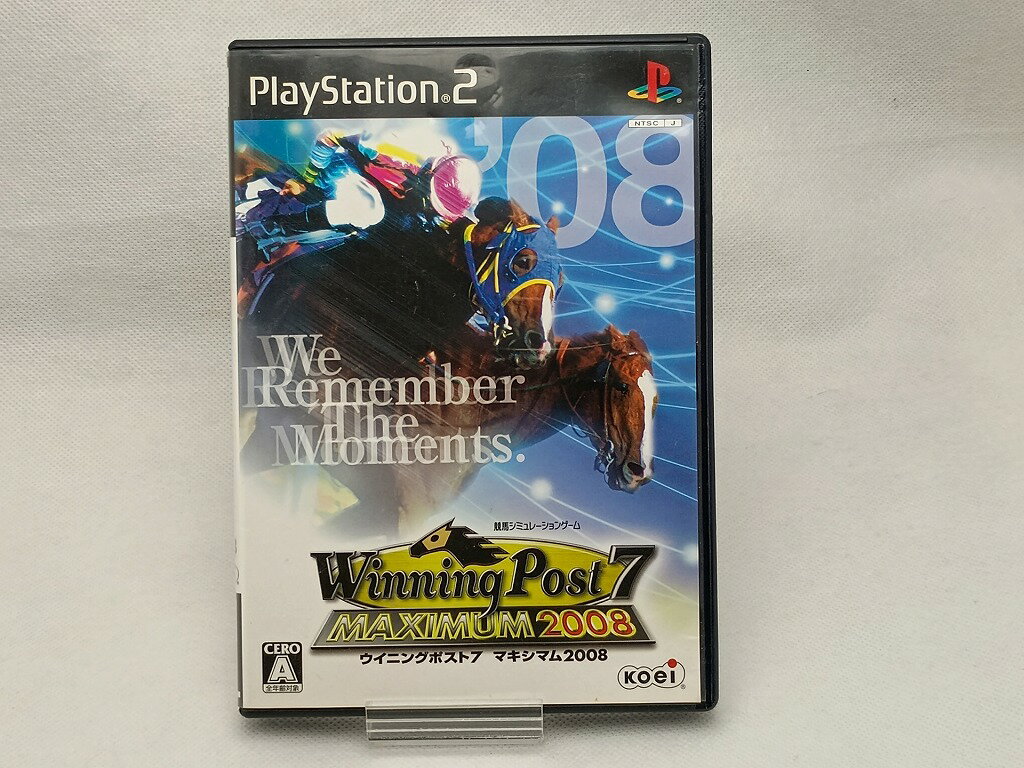 PlayStation®2
NTSC J
'08
We
Remember
The
Moments.
競馬シミュレーションゲーム
Winning Post 7
MAXIMUM 2008
ウイニングポスト7 マキシマム2008
CERO
A
全年齢対象
KOEI®